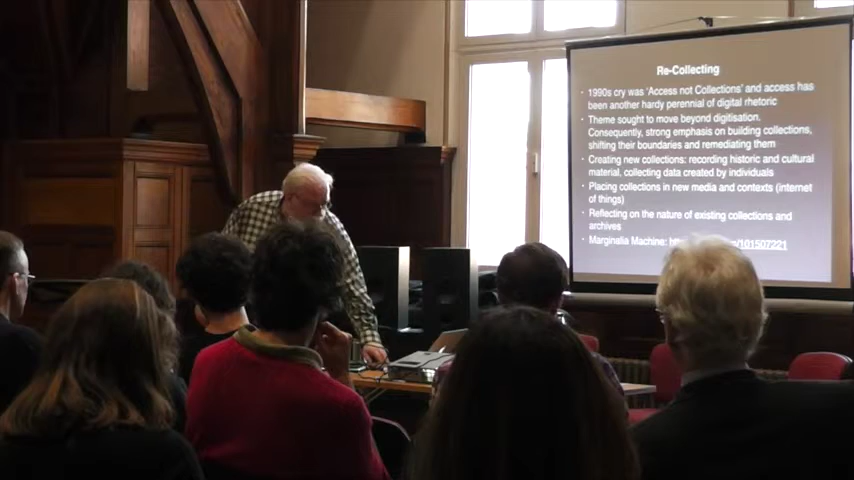 Re-Collecting
• 1990s cry was 'Access not Collections' and access has
been another hardy perennial of digital rhetoric
• Theme sought to move beyond digitisation.
Consequently, strong emphasis on building collections,
shifting their boundaries and remediating them
• Creating new collections: recording historic and cultural
material, collecting data created by individuals
• Placing collections in new media and contexts (internet
of things)
• Reflecting on the nature of existing collections and
archives
• Marginalia Machine: /101507221